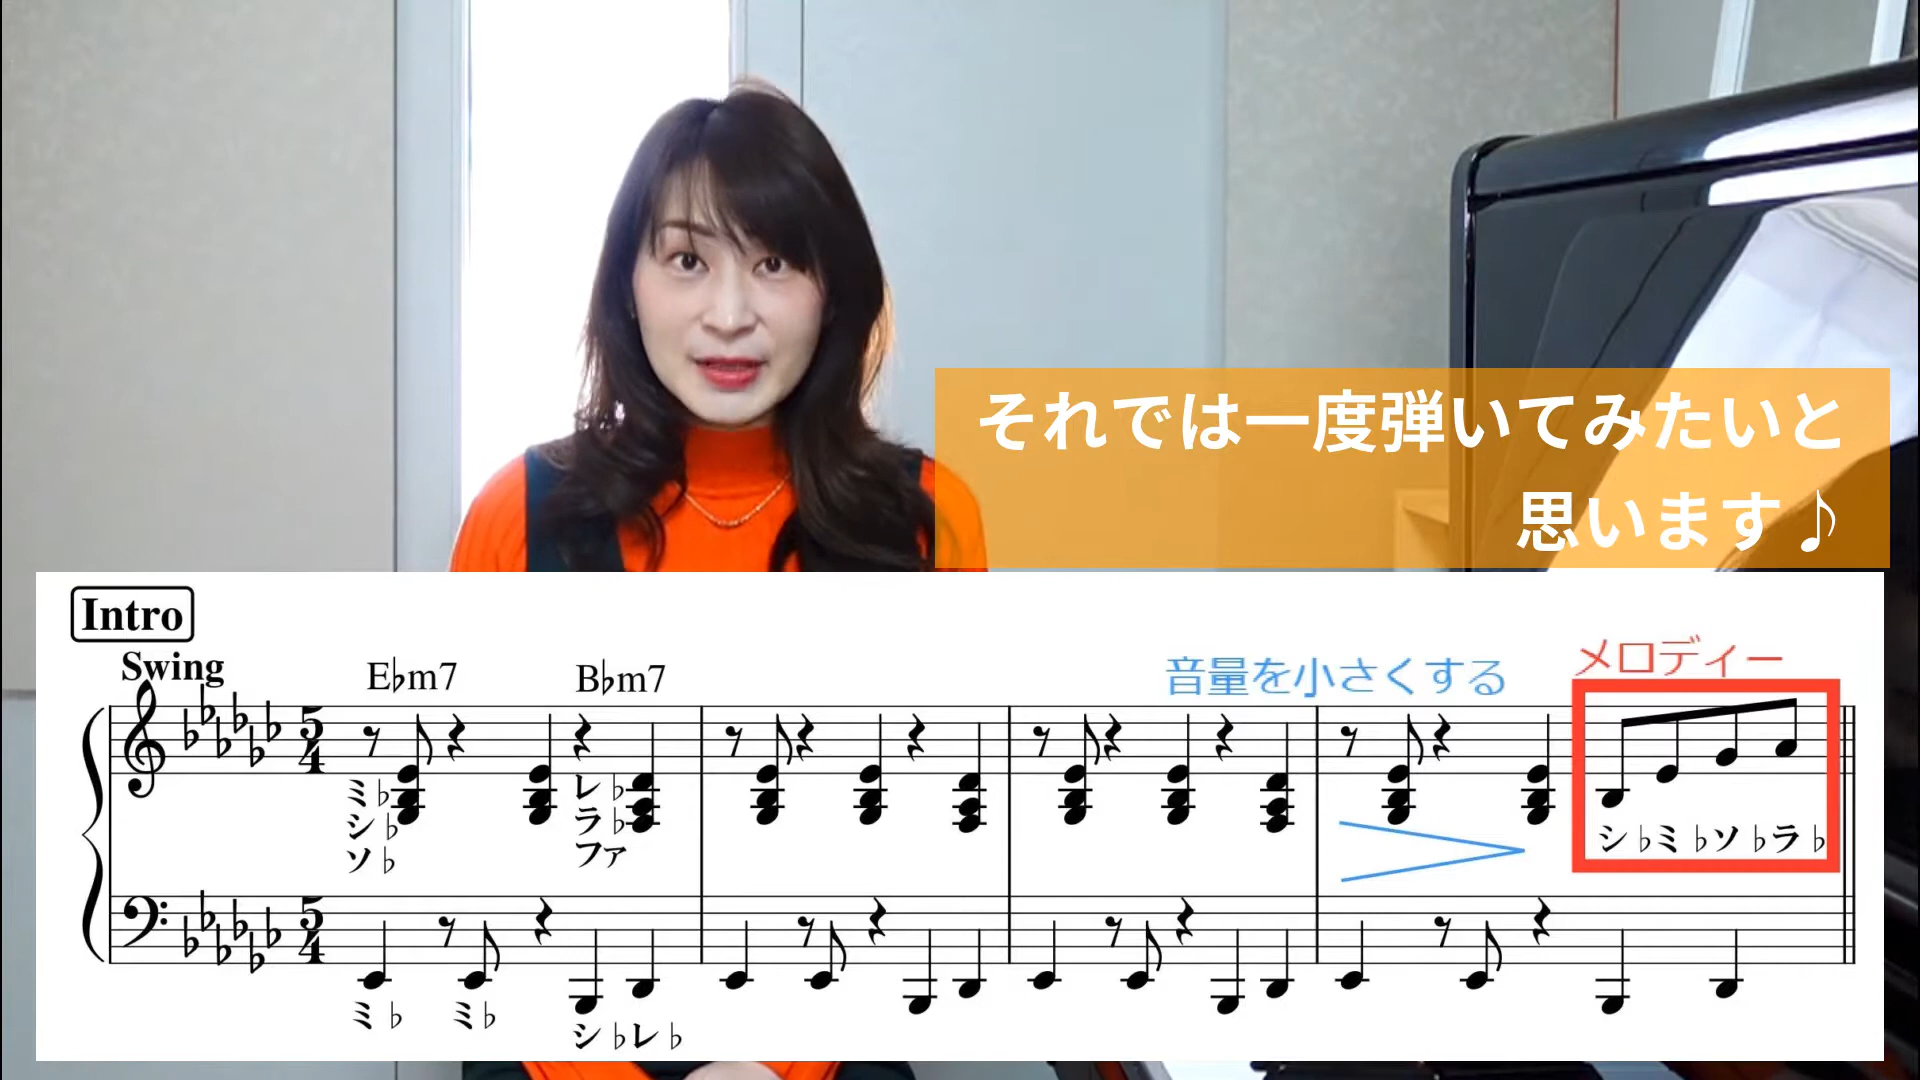 それでは一度弾いてみたいと
思います♪
Intro
Swing
E♭m7 B♭m7
音量を小さくする
メロディー
5/4
ミ♭ レ♭
シ♭ ラ♭
ソ♭ ファ
シ♭ミ♭ソ♭ラ♭
5/4
ミ♭ ミ♭
シ♭レ♭